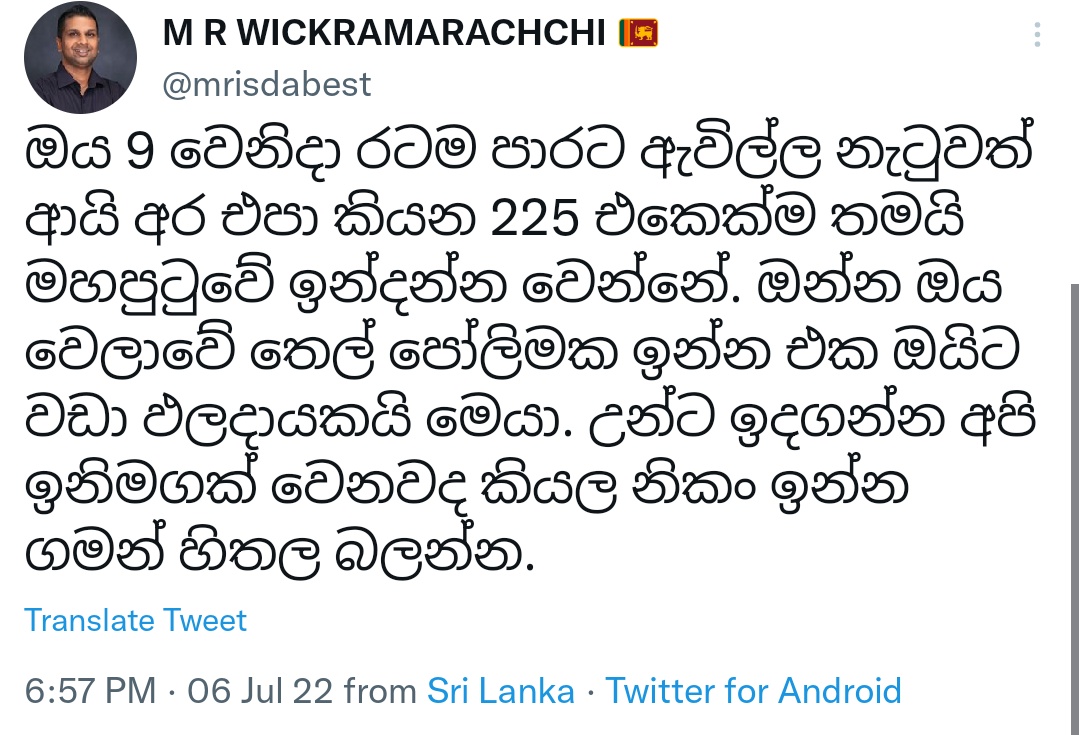 M R WICKRAMARACHCHI 🇱🇰
@mrisdabest
ඔය 9 වෙනිදා රටම පාරට ඇවිල්ල නැටුවත්
ආයි අර එපා කියන 225 එකෙක්ම තමයි
මහපුටුවේ ඉන්දන්න වෙන්නේ. ඔන්න ඔය
වෙලාවේ තෙල් පෝලිමක ඉන්න එක ඔයිට
වඩා ඵලදායකයි මෙයා. උන්ට ඉදගන්න අපි
ඉනිමගක් වෙනවද කියල නිකං ඉන්න
ගමන් හිතල බලන්න.
Translate Tweet
6:57 PM · 06 Jul 22 from Sri Lanka · Twitter for Android